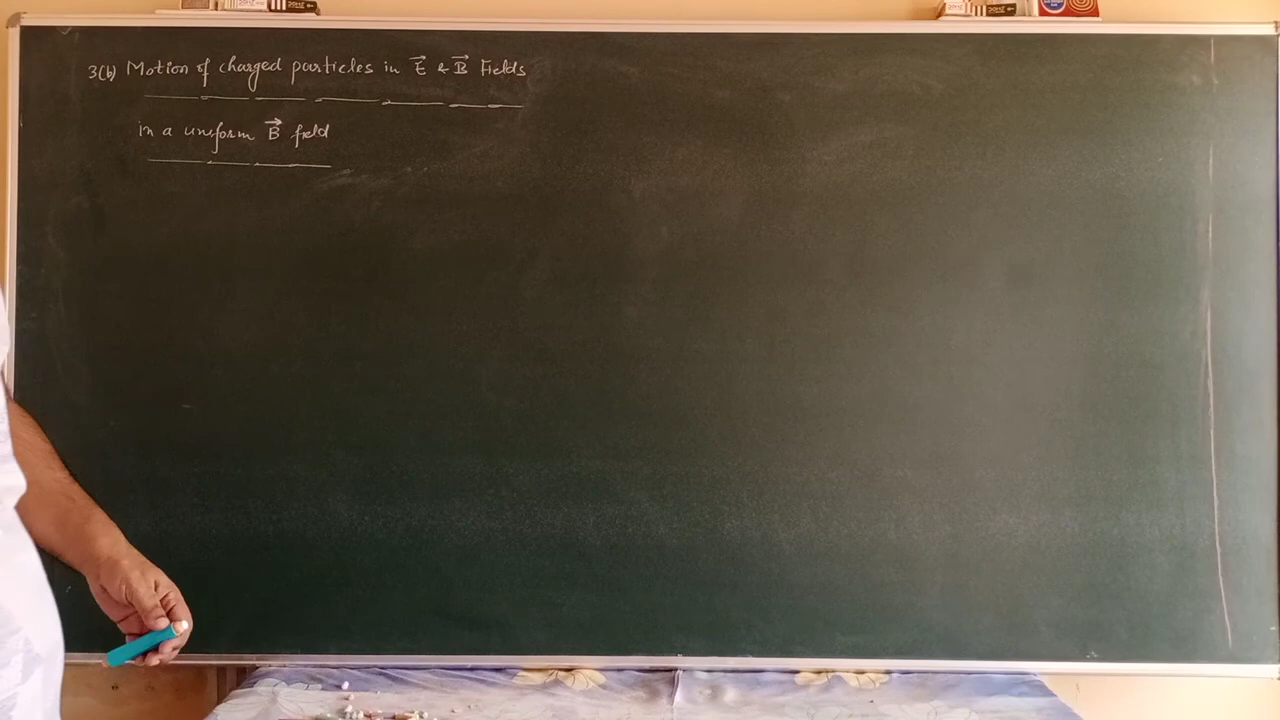 3(b) Motion of charged particles in E⃗ & B⃗ Fields
in a uniform B⃗ field